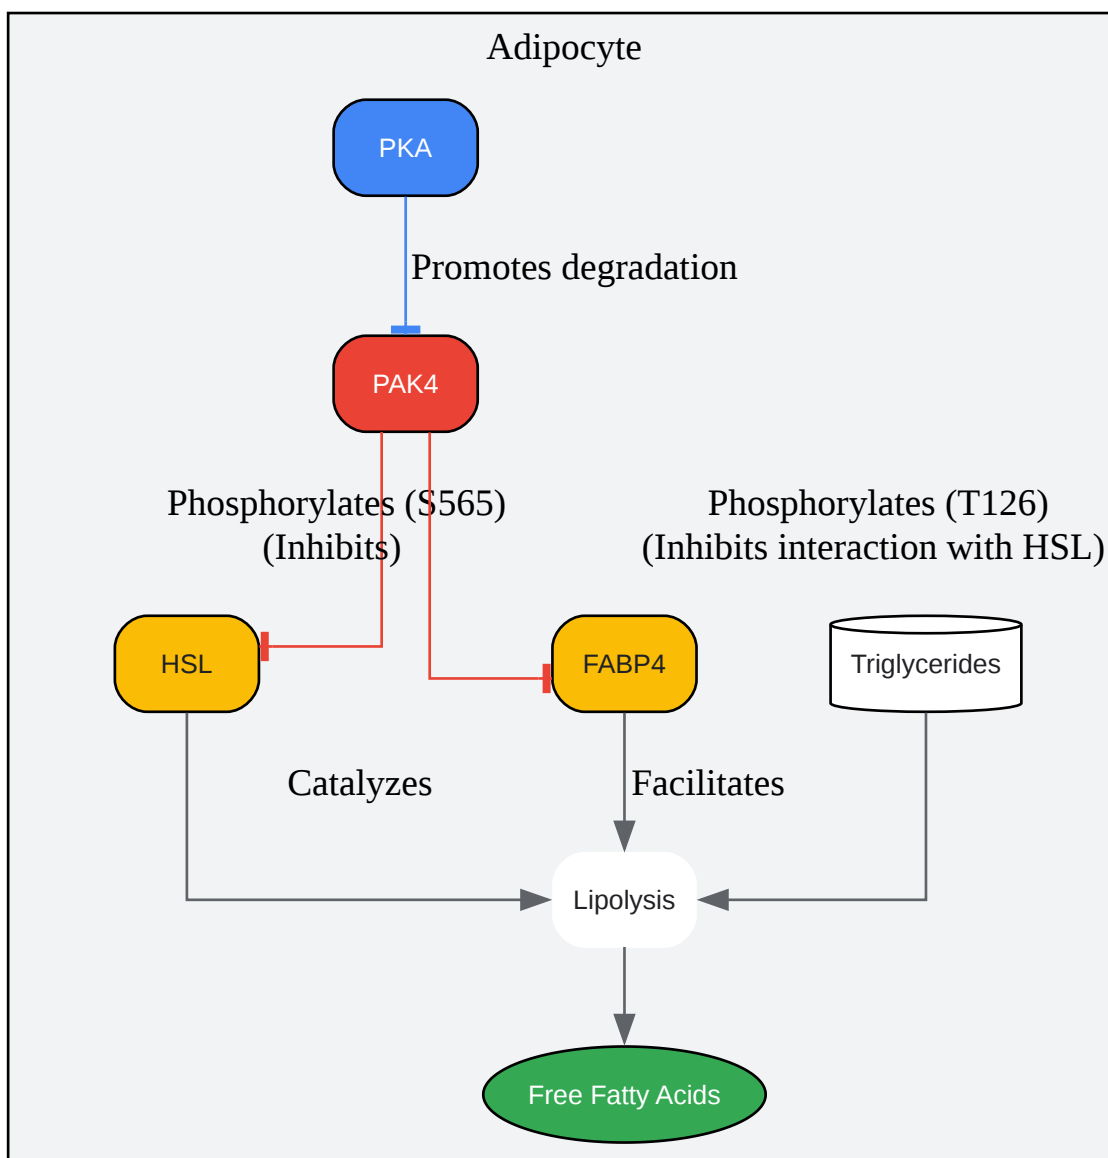 Adipocyte
PKA
Promotes degradation
PAK4
Phosphorylates (S565)
(Inhibits)
Phosphorylates (T126)
(Inhibits interaction with HSL)
HSL
FABP4
Triglycerides
Catalyzes
Facilitates
Lipolysis
Free Fatty Acids